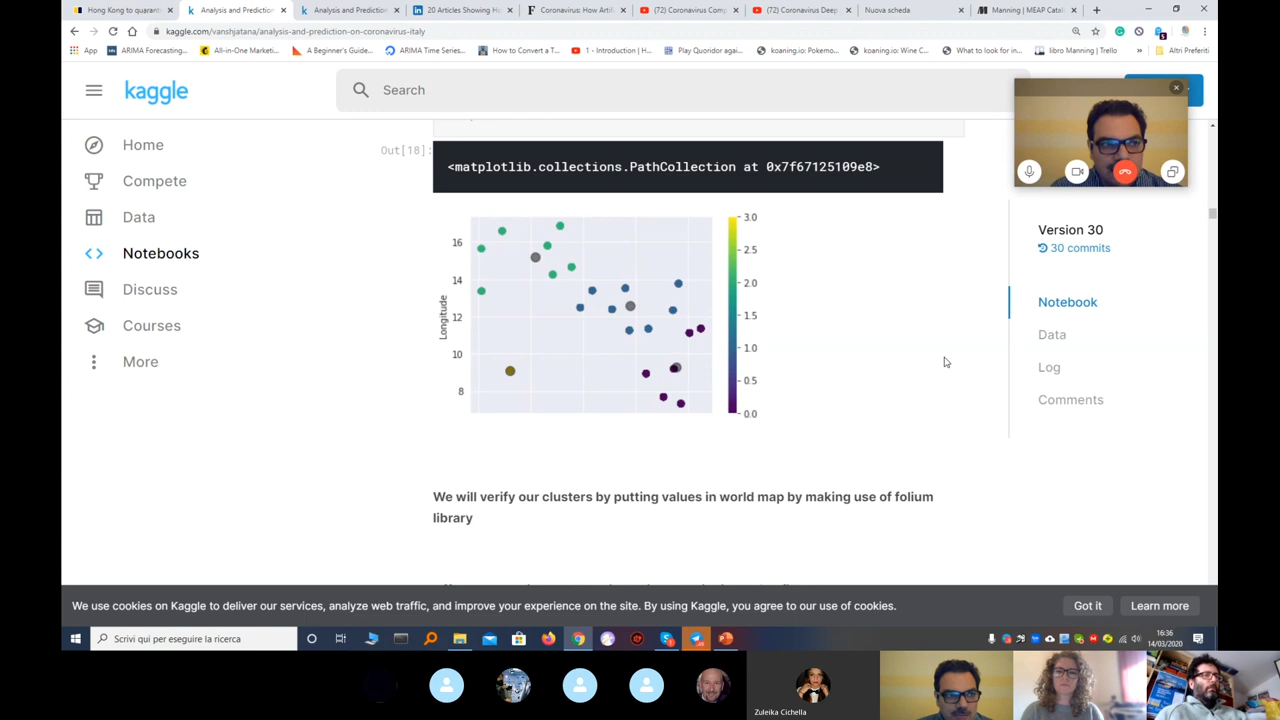 Hong Kong to quarant
Analysis and Prediction
Analysis and Prediction
20 Articles Showing Ho
Coronavirus: How Artifi
(72) Coronavirus Comp
(72) Coronavirus Deep
Nuova scheda
Manning | MEAP Catal
kaggle.com/vanshjatana/analysis-and-prediction-on-coronavirus-italy
App
ARIMA Forecasting...
All-in-One Marketi...
A Beginner's Guide...
ARIMA Time Series...
How to Convert a T...
1 - Introduction | H...
Play Quoridor agai...
koaning.io: Pokemo...
koaning.io: Wine C...
What to look for in...
libro Manning | Trello
»
Altri Preferiti
kaggle
Search
Home
Compete
Data
Notebooks
Discuss
Courses
More
Out[18]:
<matplotlib.collections.PathCollection at 0x7f67125109e8>
Longitude
16
14
12
10
8
3.0
2.5
2.0
1.5
1.0
0.5
0.0
Version 30
30 commits
Notebook
Data
Log
Comments
We will verify our clusters by putting values in world map by making use of folium
library
We use cookies on Kaggle to deliver our services, analyze web traffic, and improve your experience on the site. By using Kaggle, you agree to our use of cookies.
Got it
Learn more
Scrivi qui per eseguire la ricerca
16:36
14/03/2020
Zuleika Cichella